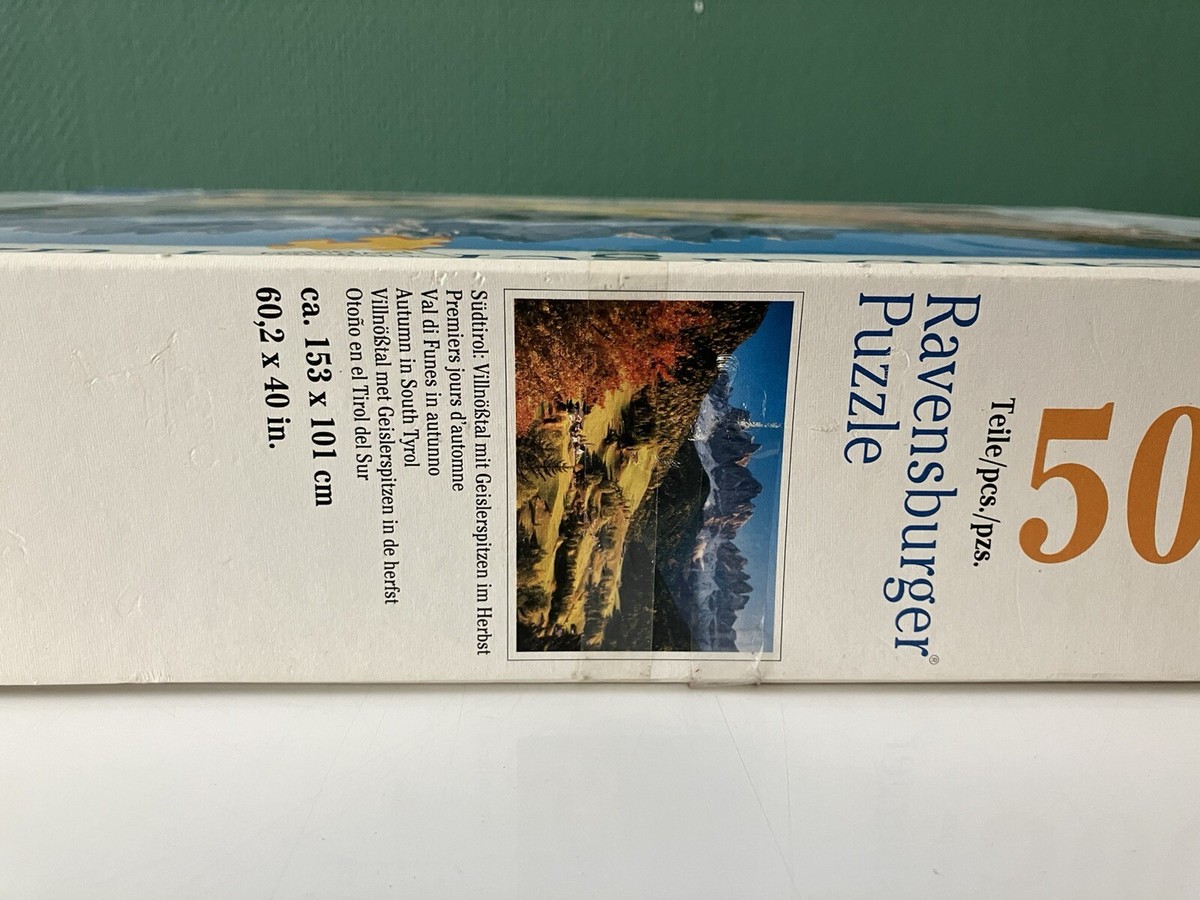 50
Teile/pcs./pzs.
Ravensburger®
Puzzle
Südtirol: Villnößtal mit Geislerspitzen im Herbst
Premiers jours d'automne
Val di Funes in autunno
Autumn in South Tyrol
Villnößtal met Geislerspitzen in de herfst
Otoño en el Tirol del Sur
ca. 153 x 101 cm
60,2 x 40 in.